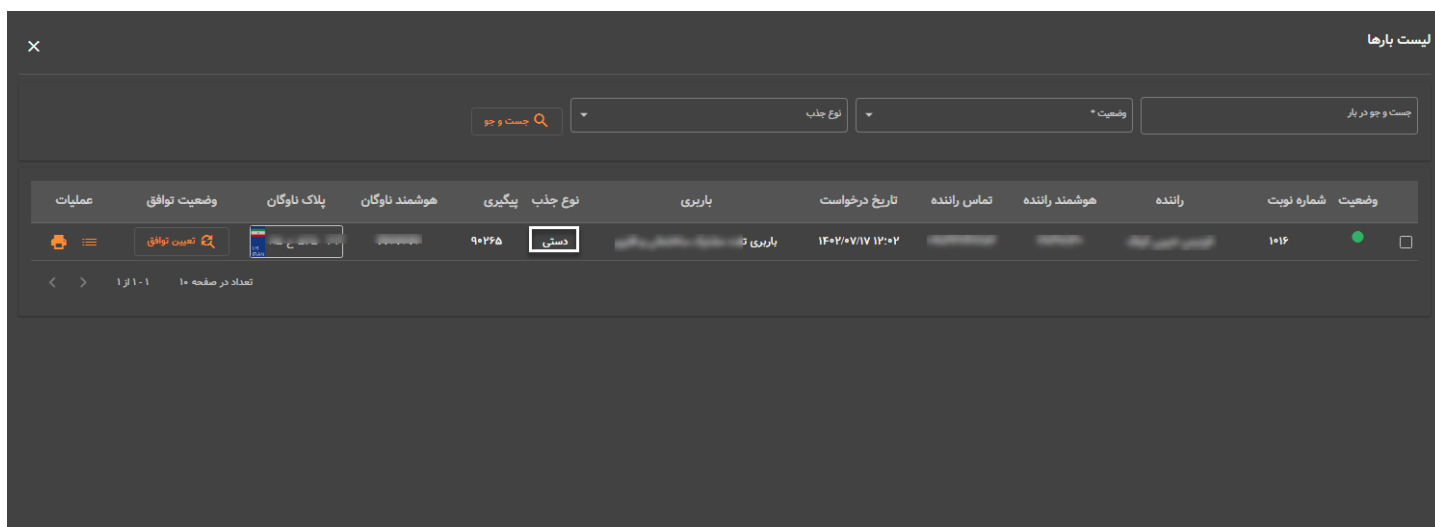 لیست بارها
جست و جو در بار
وضعیت *
نوع جذب
جست و جو
وضعیت شماره نوبت راننده هوشمند راننده تماس راننده تاریخ درخواست باربری نوع جذب پیگیری هوشمند ناوگان پلاک ناوگان وضعیت توافق عملیات
۱۰۱۶ ۱۴۰۲/۰۷/۱۷ ۱۲:۰۲ باربری دستی ۹۰۲۶۵ تعیین توافق
تعداد در صفحه ۱۰ ۱ - ۱ از ۱